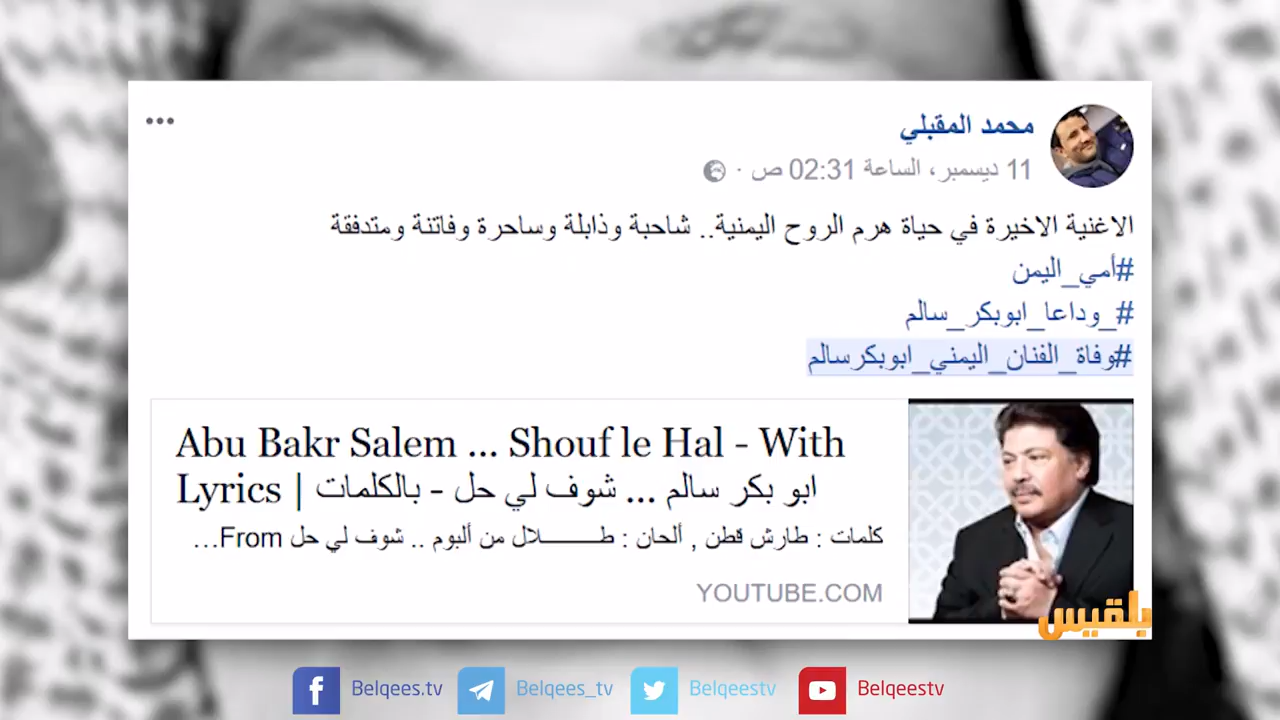 محمد المقبلي
11 ديسمبر، الساعة 02:31 ص ·
الاغنية الاخيرة في حياة هرم الروح اليمنية.. شاحبة وذابلة وساحرة وفاتنة ومتدفقة
#أمي_اليمن
#_وداعا_ابوبكر_سالم
#وفاة_الفنان_اليمني_ابوبكرسالم
Abu Bakr Salem ... Shouf le Hal - With
Lyrics | ابو بكر سالم ... شوف لي حل - بالكلمات
كلمات : طارش قطن , ألحان : طـــــــلال من ألبوم .. شوف لي حل From...
YOUTUBE.COM
بلقيس
Belqees.tv
Belqees_tv
Belqeestv
Belqeestv